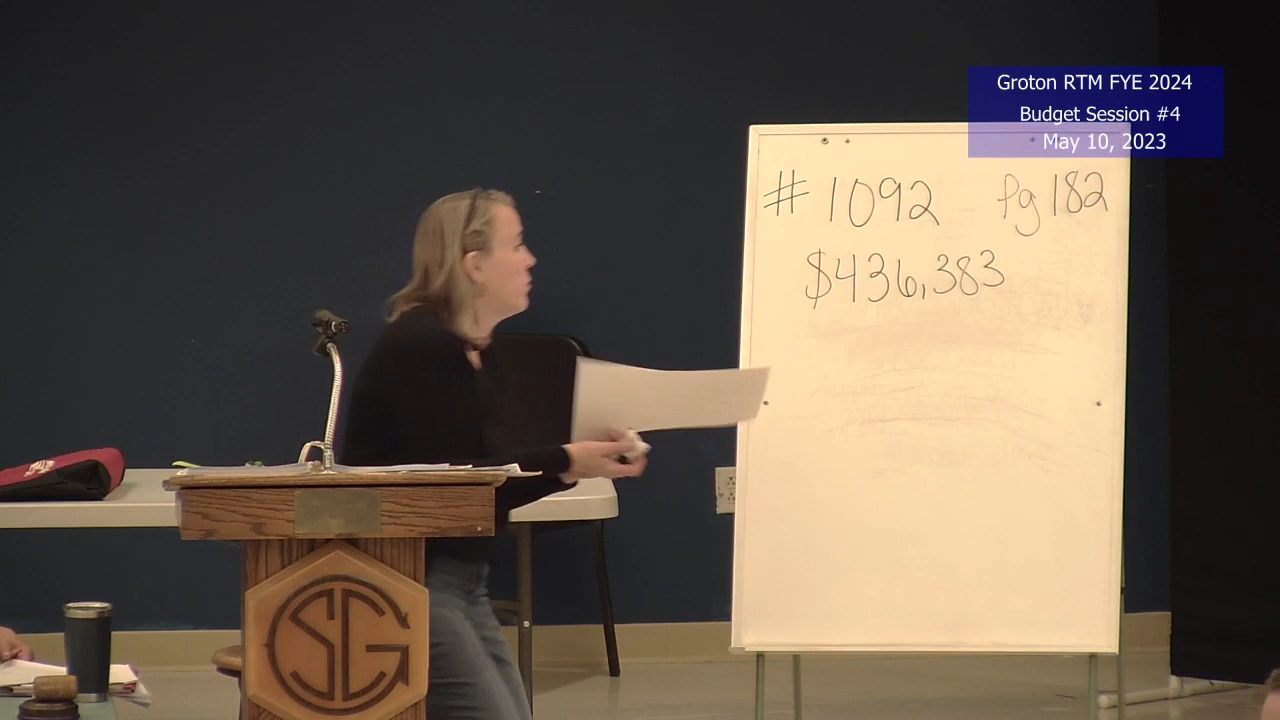 Groton RTM FYE 2024
Budget Session #4
May 10, 2023
# 1092 Pg 182
$436,383
SG